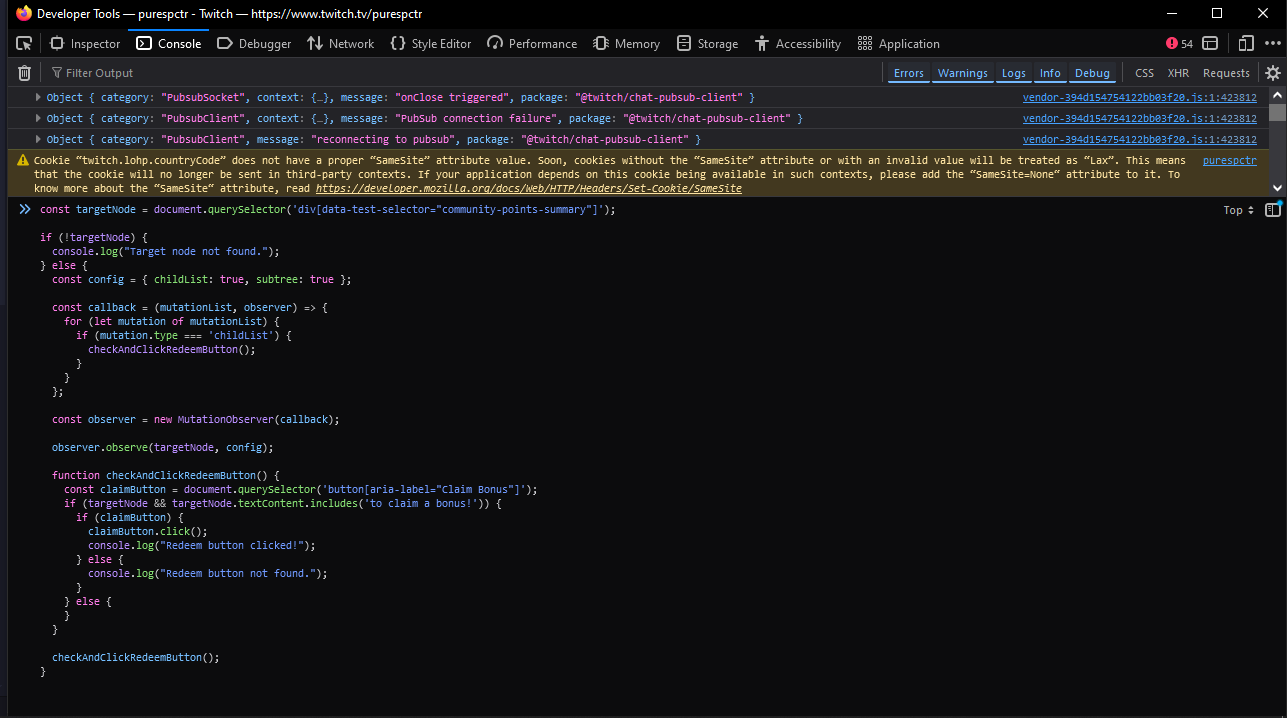 Developer Tools — purespctr - Twitch — https://www.twitch.tv/purespctr
Inspector Console Debugger Network {} Style Editor Performance Memory Storage Accessibility Application 54
Filter Output Errors Warnings Logs Info Debug CSS XHR Requests
Object { category: "PubsubSocket", context: {…}, message: "onClose triggered", package: "@twitch/chat-pubsub-client" } vendor-394d154754122bb03f20.js:1:423812
Object { category: "PubsubClient", context: {…}, message: "PubSub connection failure", package: "@twitch/chat-pubsub-client" } vendor-394d154754122bb03f20.js:1:423812
Object { category: "PubsubClient", message: "reconnecting to pubsub", package: "@twitch/chat-pubsub-client" } vendor-394d154754122bb03f20.js:1:423812
Cookie “twitch.lohp.countryCode” does not have a proper “SameSite” attribute value. Soon, cookies without the “SameSite” attribute or with an invalid value will be treated as “Lax”. This means purespctr
that the cookie will no longer be sent in third-party contexts. If your application depends on this cookie being available in such contexts, please add the “SameSite=None“ attribute to it. To
know more about the “SameSite“ attribute, read https://developer.mozilla.org/docs/Web/HTTP/Headers/Set-Cookie/SameSite
const targetNode = document.querySelector('div[data-test-selector="community-points-summary"]'); Top
if (!targetNode) {
console.log("Target node not found.");
} else {
const config = { childList: true, subtree: true };
const callback = (mutationList, observer) => {
for (let mutation of mutationList) {
if (mutation.type === 'childList') {
checkAndClickRedeemButton();
}
}
};
const observer = new MutationObserver(callback);
observer.observe(targetNode, config);
function checkAndClickRedeemButton() {
const claimButton = document.querySelector('button[aria-label="Claim Bonus"]');
if (targetNode && targetNode.textContent.includes('to claim a bonus!')) {
if (claimButton) {
claimButton.click();
console.log("Redeem button clicked!");
} else {
console.log("Redeem button not found.");
}
} else {
}
}
checkAndClickRedeemButton();
}